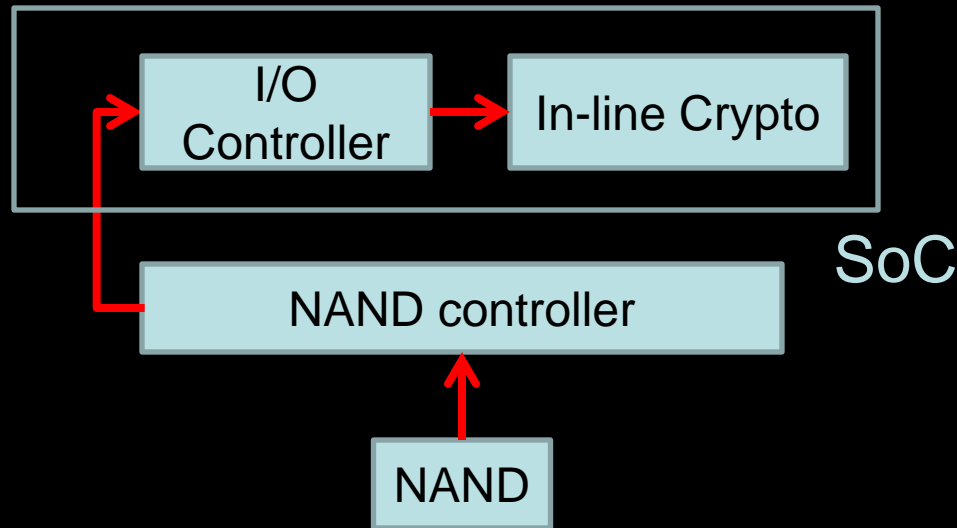 I/O
Controller
In-line Crypto
SoC
NAND controller
NAND